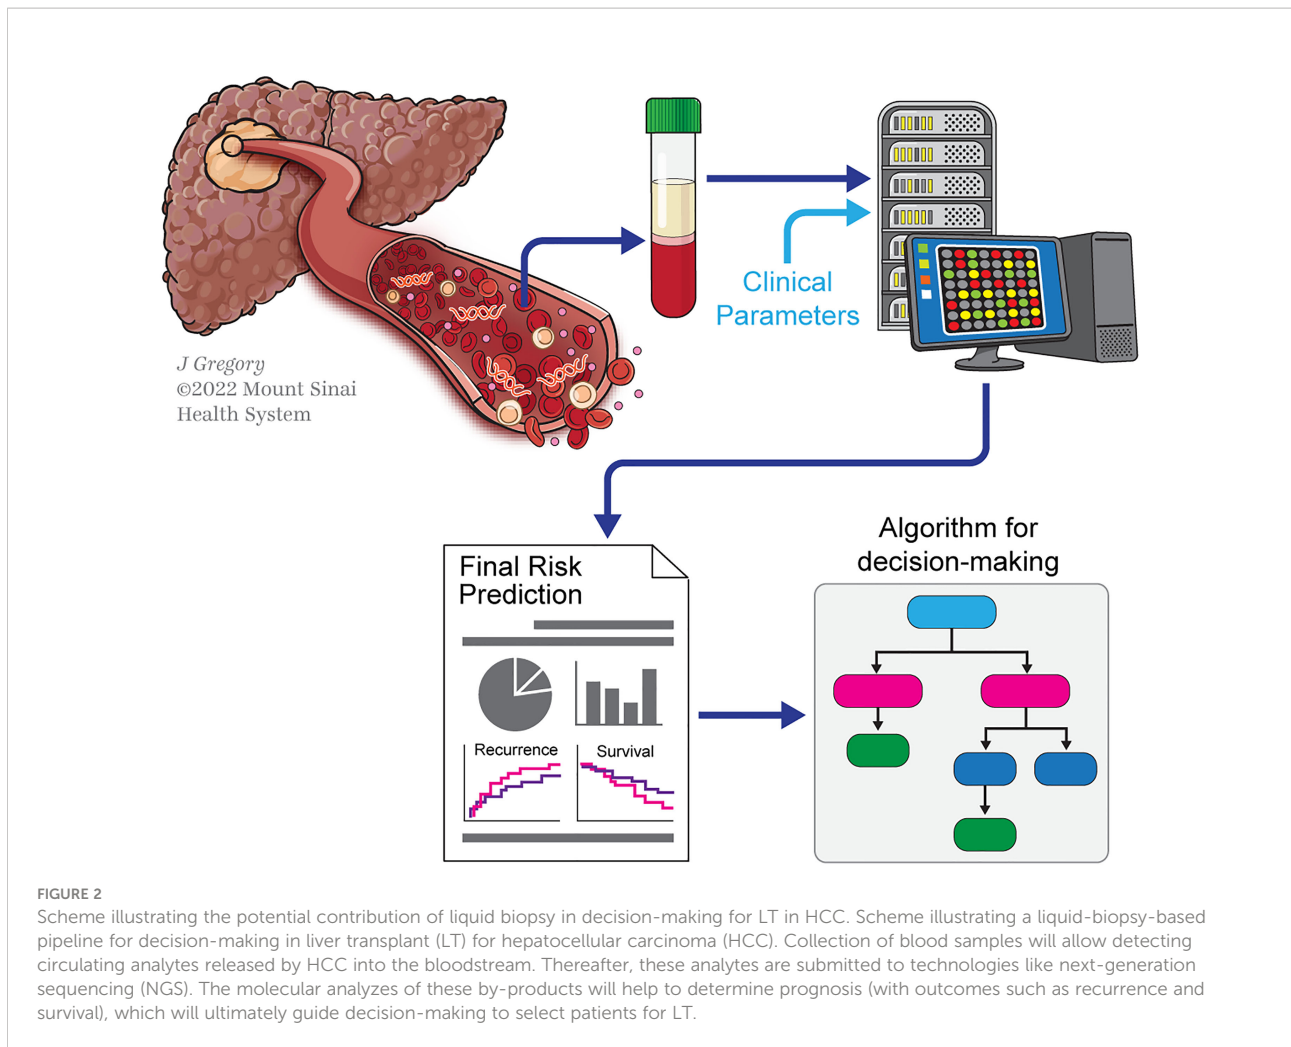 Clinical
Parameters
J Gregory
©2022 Mount Sinai
Health System
Final Risk
Prediction
Recurrence
Survival
Algorithm for
decision-making
FIGURE 2
Scheme illustrating the potential contribution of liquid biopsy in decision-making for LT in HCC. Scheme illustrating a liquid-biopsy-based
pipeline for decision-making in liver transplant (LT) for hepatocellular carcinoma (HCC). Collection of blood samples will allow detecting
circulating analytes released by HCC into the bloodstream. Thereafter, these analytes are submitted to technologies like next-generation
sequencing (NGS). The molecular analyzes of these by-products will help to determine prognosis (with outcomes such as recurrence and
survival), which will ultimately guide decision-making to select patients for LT.